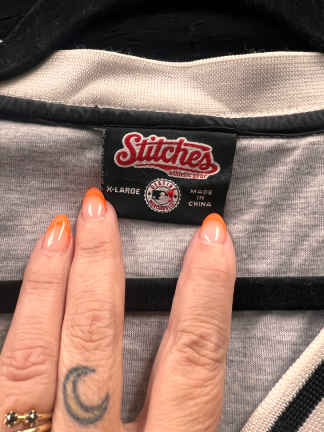 Stitches
X-LARGE
MADE
IN
CHINA